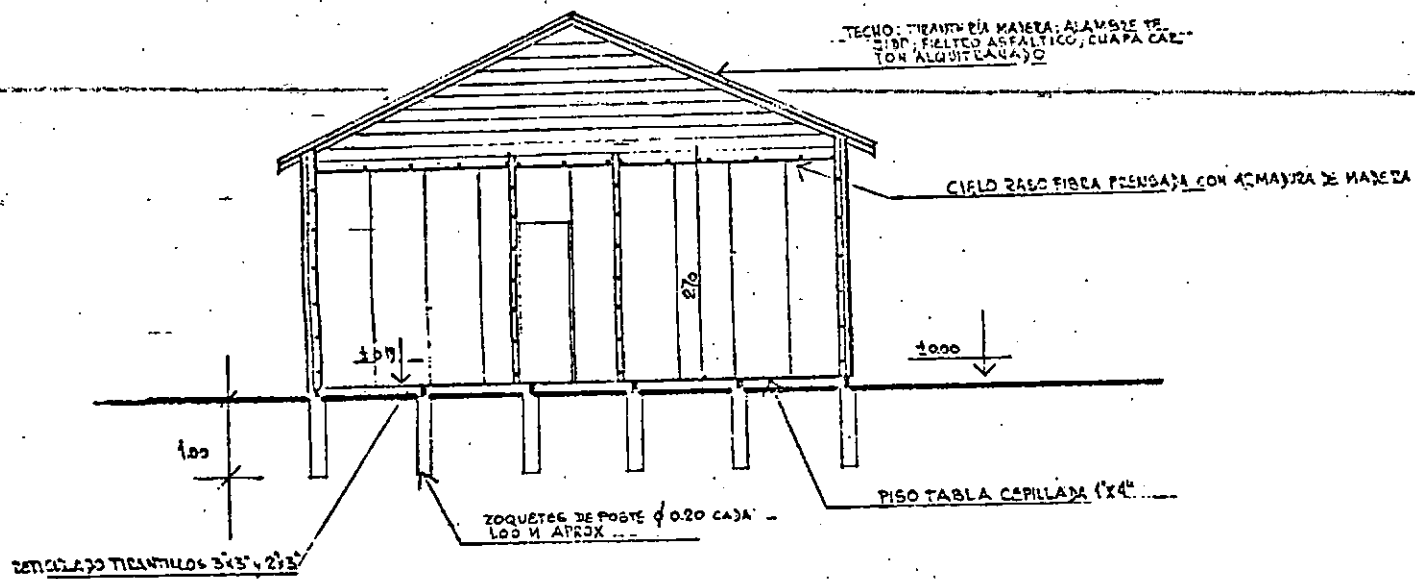 TECHO: TIRANTERÍA MADERA; ALAMBRE TE-
JIDO; FIELTRO ASFALTICO; CHAPA CAR-
TON ALQUITRANADO
CIELO RASO FIBRA PRENSADA CON ARMADURA DE MADERA
270
±0.00
1.00
PISO TABLA CEPILLADA 1"X4"
ZOQUETES DE POSTE ϕ 0.20 CADA
1.00 M APROX
RETICULADO TIRANTILLOS 3"x3" y 2"x3"